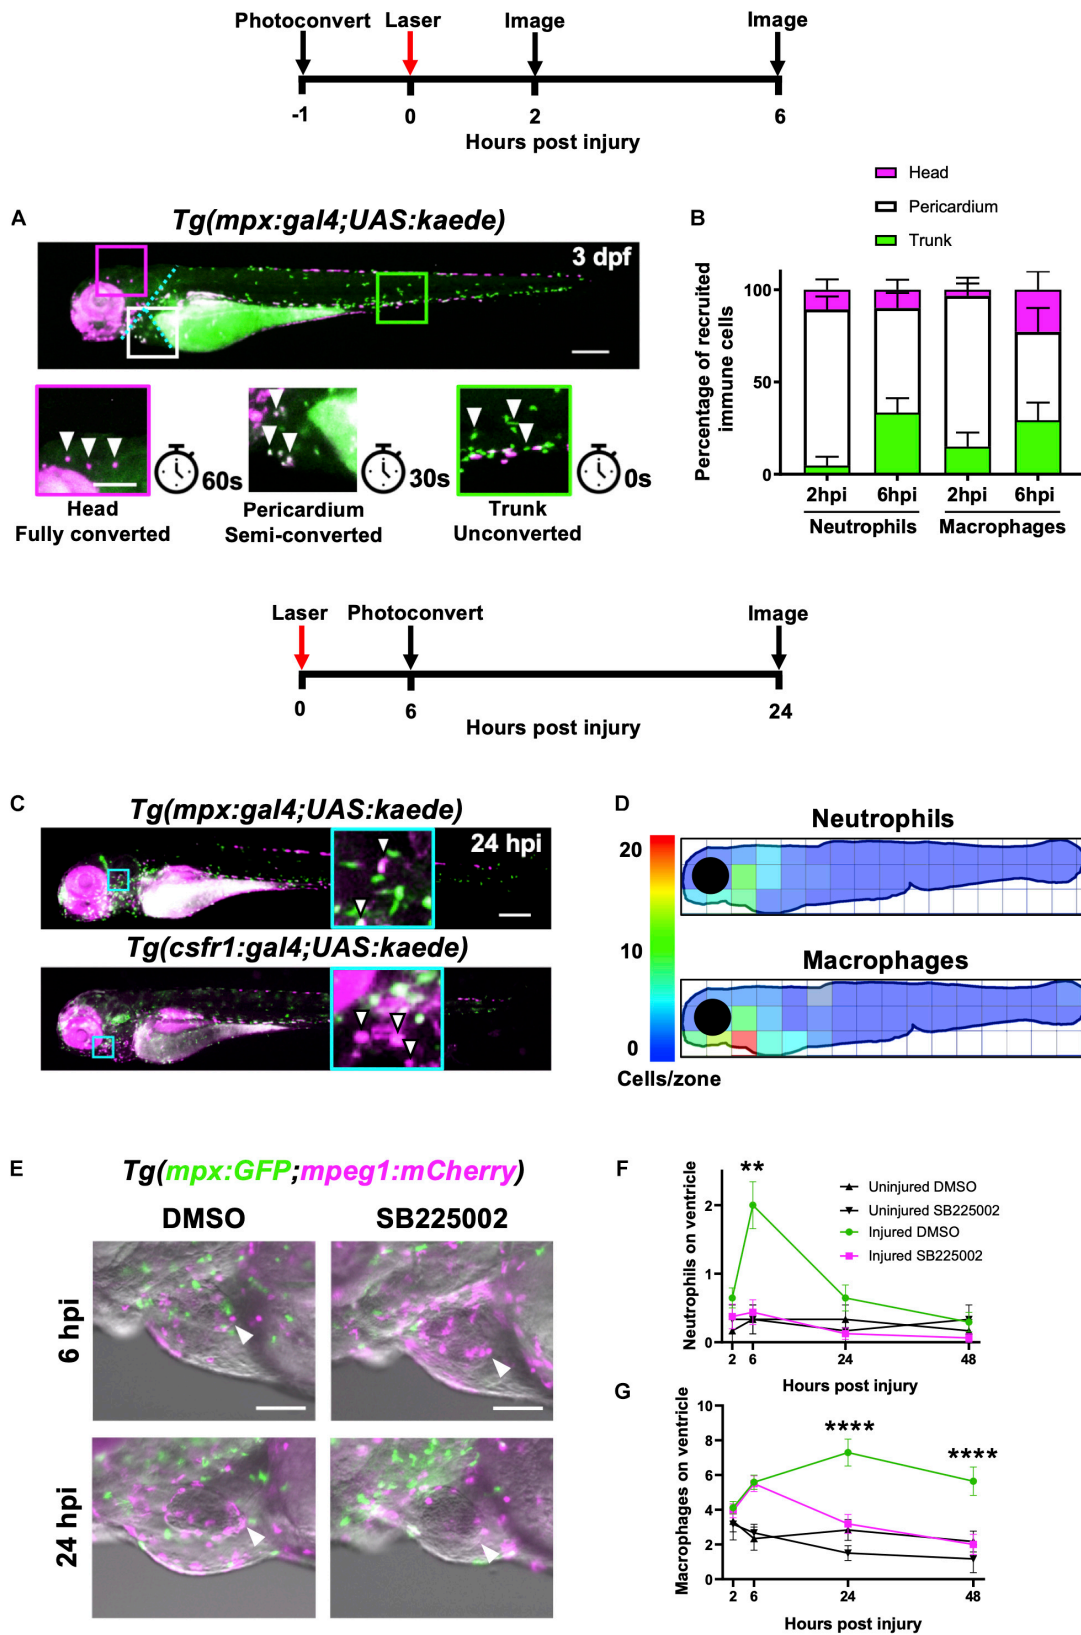 Photoconvert Laser Image Image
-1 0 2 6
Hours post injury
Head
Pericardium
Trunk
A
Tg(mpx:gal4;UAS:kaede)
3 dpf
60s
30s
0s
Head
Fully converted
Pericardium
Semi-converted
Trunk
Unconverted
B
Percentage of recruited
immune cells
100
50
0
2hpi 6hpi 2hpi 6hpi
Neutrophils Macrophages
Laser Photoconvert Image
0 6 24
Hours post injury
C
Tg(mpx:gal4;UAS:kaede)
24 hpi
Tg(csfr1:gal4;UAS:kaede)
D
Neutrophils
20
10
0
Cells/zone
Macrophages
E
Tg(mpx:GFP;mpeg1:mCherry)
DMSO SB225002
6 hpi
24 hpi
F
Neutrophils on ventricle
2
1
0
**
Uninjured DMSO
Uninjured SB225002
Injured DMSO
Injured SB225002
2 6 24 48
Hours post injury
G
Macrophages on ventricle
10
8
6
4
2
0
****
****
2 6 24 48
Hours post injury